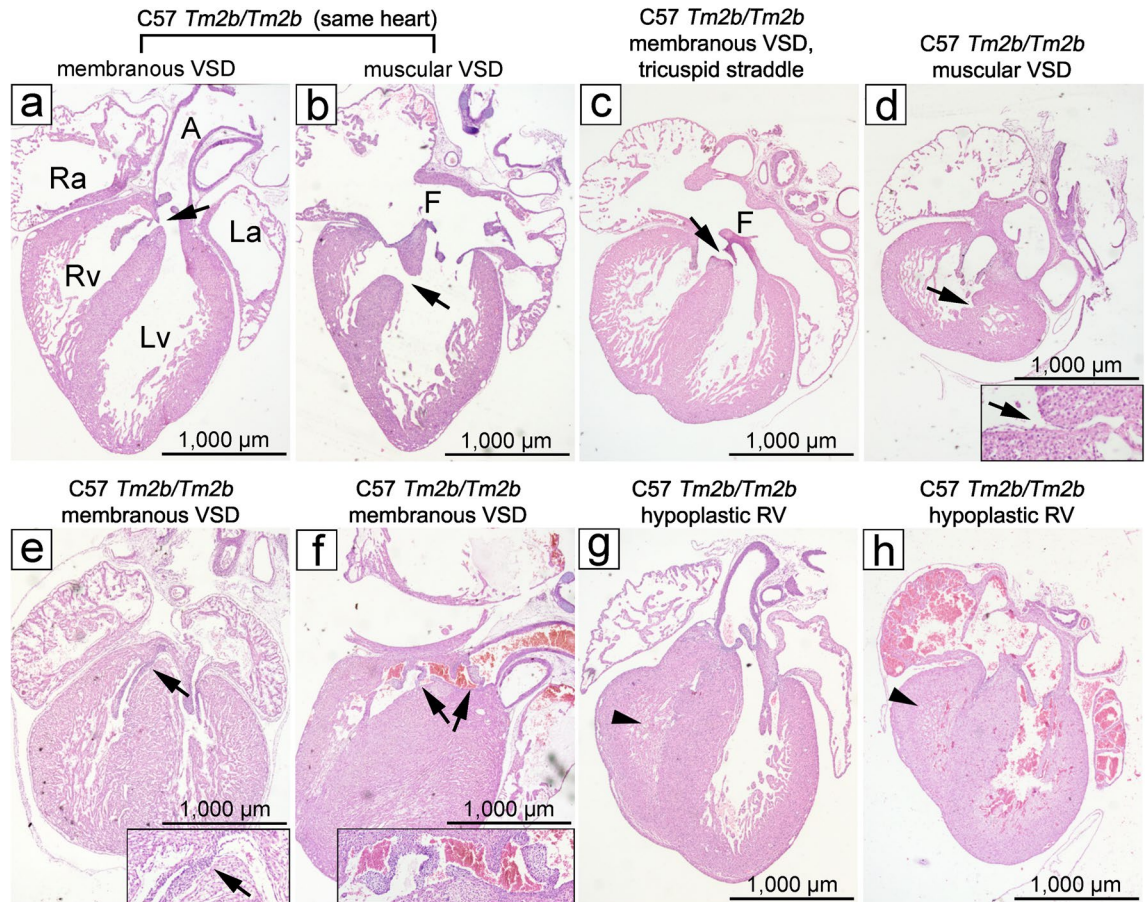 C57 Tm2b/Tm2b (same heart)
membranous VSD
muscular VSD
C57 Tm2b/Tm2b
membranous VSD,
tricuspid straddle
C57 Tm2b/Tm2b
muscular VSD
a
A
Ra
La
Rv
Lv
1,000 µm
b
F
1,000 µm
c
F
1,000 µm
d
1,000 µm
C57 Tm2b/Tm2b
membranous VSD
C57 Tm2b/Tm2b
membranous VSD
C57 Tm2b/Tm2b
hypoplastic RV
C57 Tm2b/Tm2b
hypoplastic RV
e
1,000 µm
f
1,000 µm
g
1,000 µm
h
1,000 µm